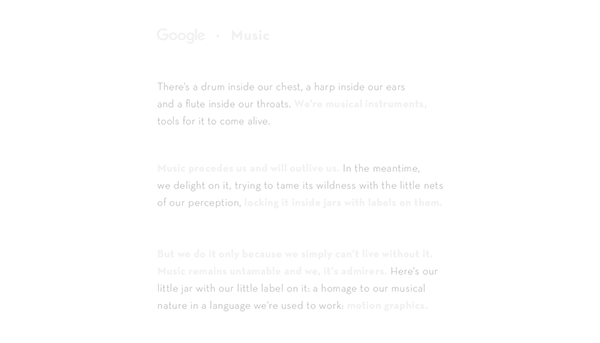 Google · Music
There's a drum inside our chest, a harp inside our ears
and a flute inside our throats. We're musical instruments,
tools for it to come alive.
Music precedes us and will outlive us. In the meantime,
we delight on it, trying to tame its wildness with the little nets
of our perception, locking it inside jars with labels on them.
But we do it only because we simply can't live without it.
Music remains untamable and we, it's admirers. Here's our
little jar with our little label on it: a homage to our musical
nature in a language we're used to work: motion graphics.